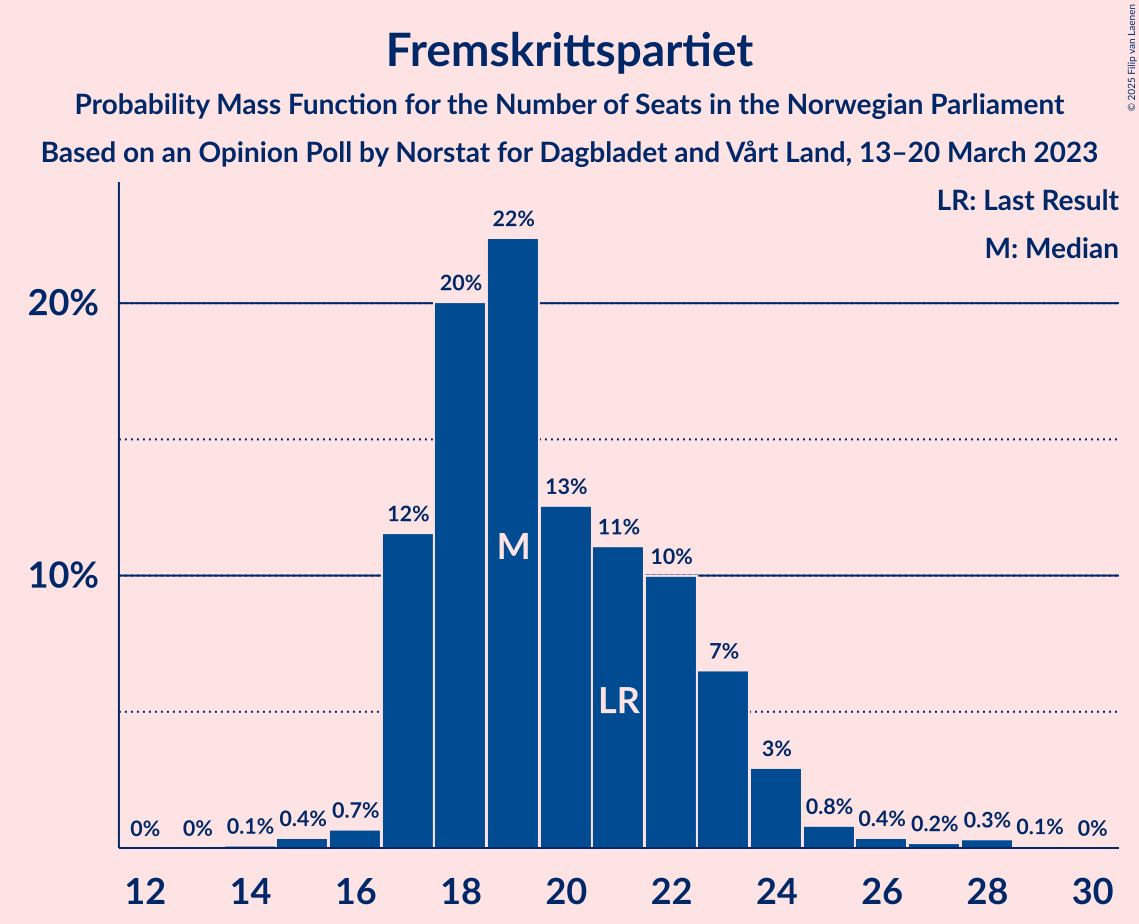 Fremskrittspartiet
Probability Mass Function for the Number of Seats in the Norwegian Parliament
Based on an Opinion Poll by Norstat for Dagbladet and Vårt Land, 13–20 March 2023
© 2025 Filip van Laenen
LR: Last Result
M: Median
20%
10%
0% 0% 0.1% 0.4% 0.7% 12% 20% 22% 13% 11% 10% 7% 3% 0.8% 0.4% 0.2% 0.3% 0.1% 0%
M
LR
12 14 16 18 20 22 24 26 28 30